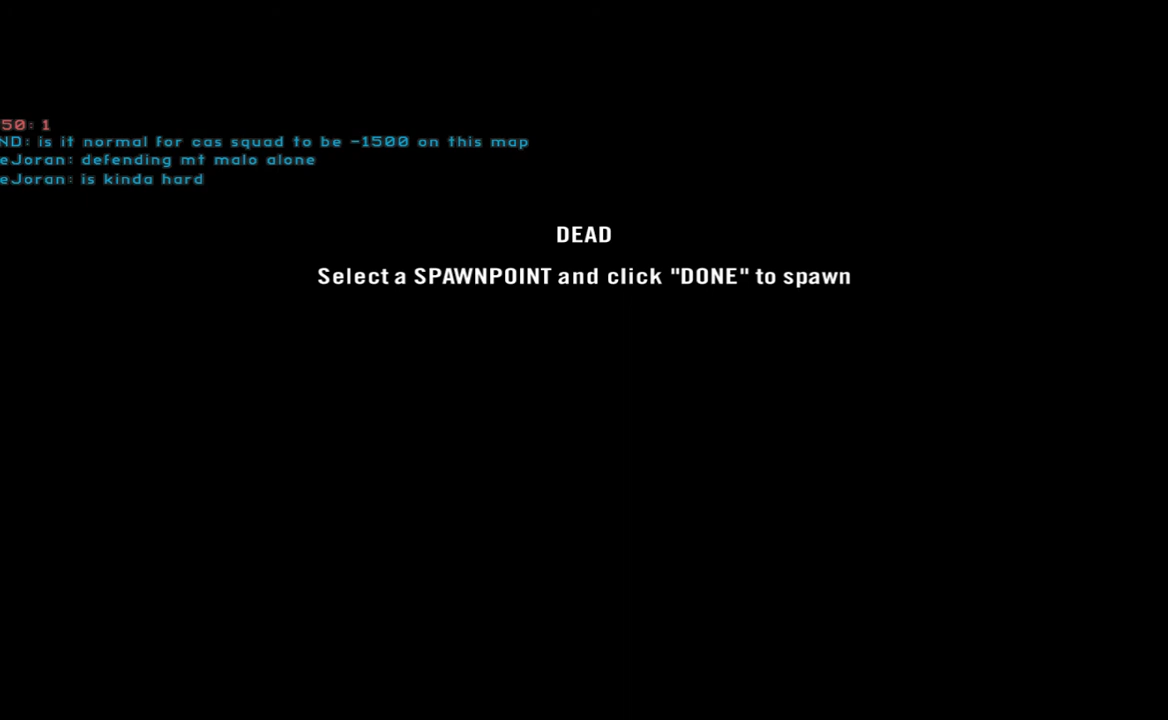 50: 1
ND: is it normal for cas squad to be -1500 on this map
eJoran: defending mt malo alone
eJoran: is kinda hard
DEAD
Select a SPAWNPOINT and click "DONE" to spawn